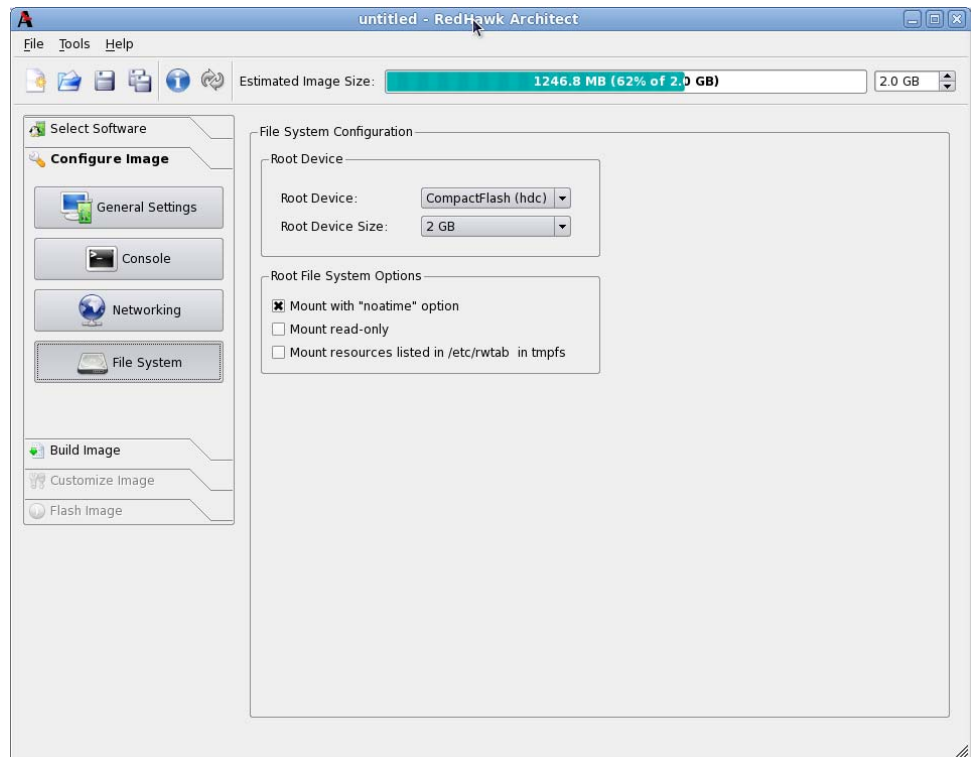 untitled - RedHawk Architect
File Tools Help
Estimated Image Size: 1246.8 MB (62% of 2.0 GB) 2.0 GB
Select Software
Configure Image
General Settings
Console
Networking
File System
Build Image
Customize Image
Flash Image
File System Configuration
Root Device
Root Device: CompactFlash (hdc)
Root Device Size: 2 GB
Root File System Options
Mount with "noatime" option
Mount read-only
Mount resources listed in /etc/rwtab in tmpfs